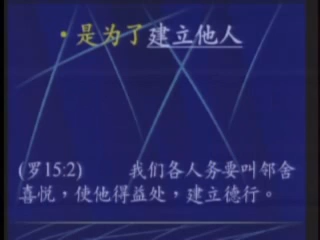 • 是为了建立他人
(罗15:2) 我们各人务要叫邻舍
喜悦，使他得益处，建立德行。